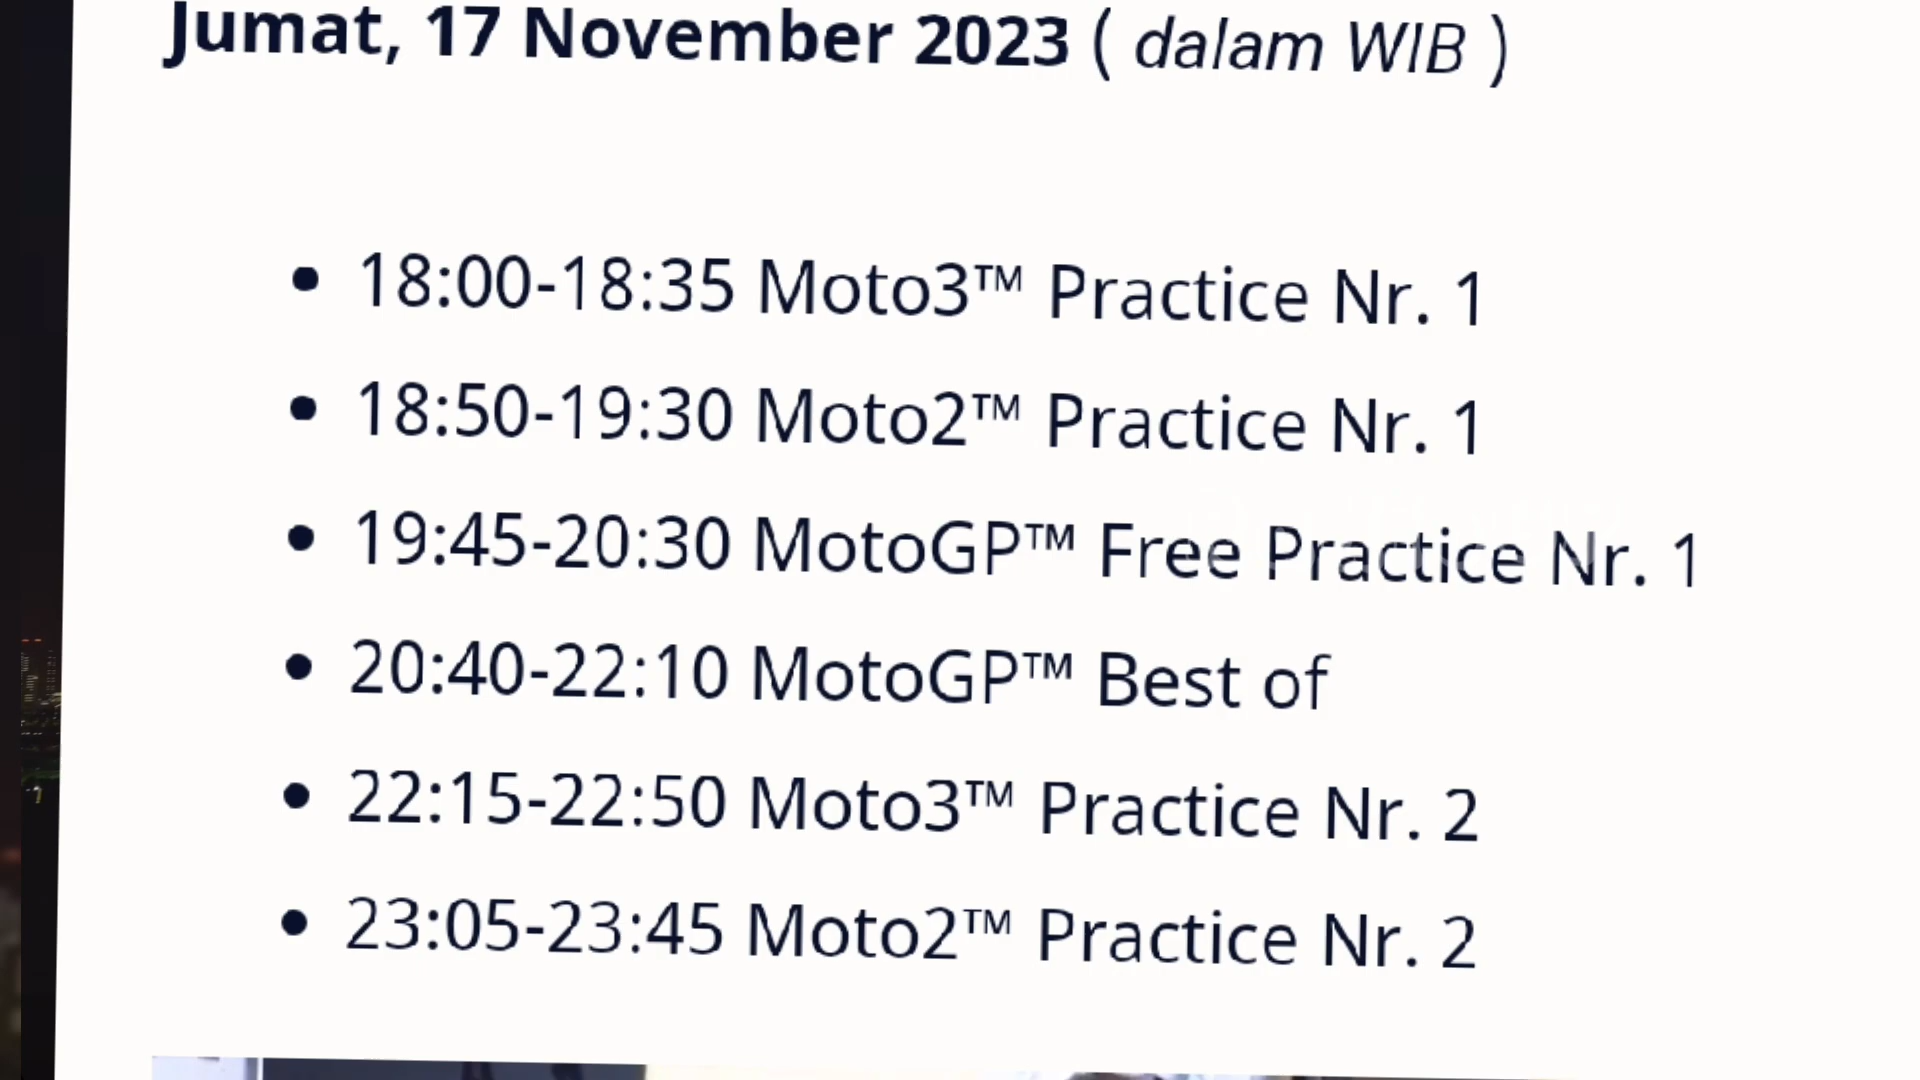 Jumat, 17 November 2023 ( dalam WIB )
• 18:00-18:35 Moto3™ Practice Nr. 1
• 18:50-19:30 Moto2™ Practice Nr. 1
• 19:45-20:30 MotoGP™ Free Practice Nr. 1
• 20:40-22:10 MotoGP™ Best of
• 22:15-22:50 Moto3™ Practice Nr. 2
• 23:05-23:45 Moto2™ Practice Nr. 2